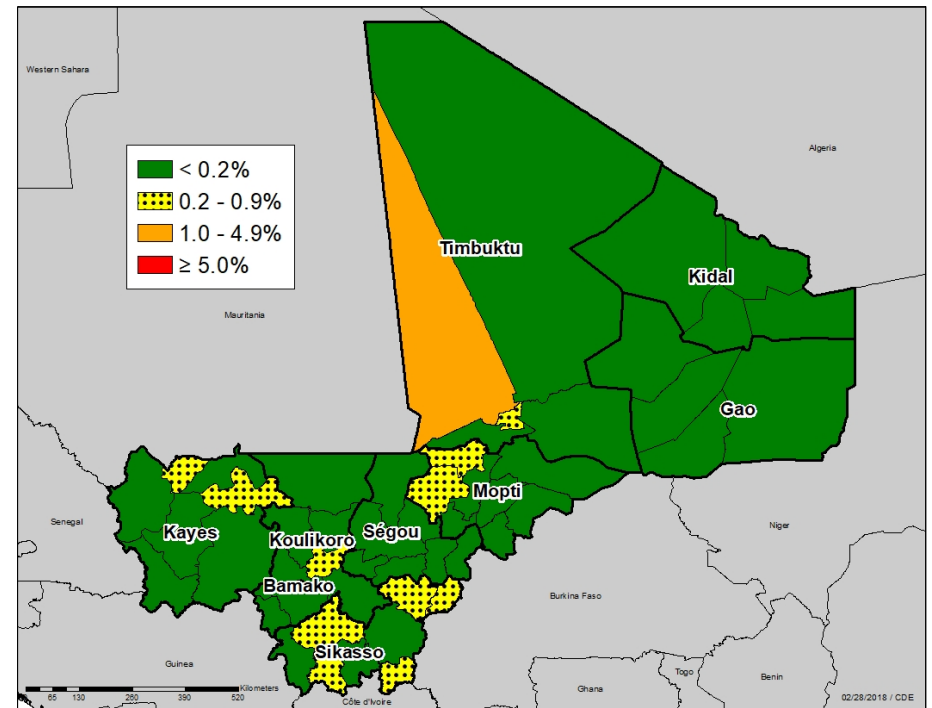 Western Sahara
Algeria
< 0.2%
0.2 - 0.9%
1.0 - 4.9%
≥ 5.0%
Timbuktu
Kidal
Mauritania
Gao
Mopti
Senegal
Kayes
Koulikoro
Ségou
Niger
Bamako
Burkina Faso
Sikasso
Guinea
Togo
Benin
Ghana
Kilometers
65 130 260 390 520
Côte d'Ivoire
02/28/2018 / CDE